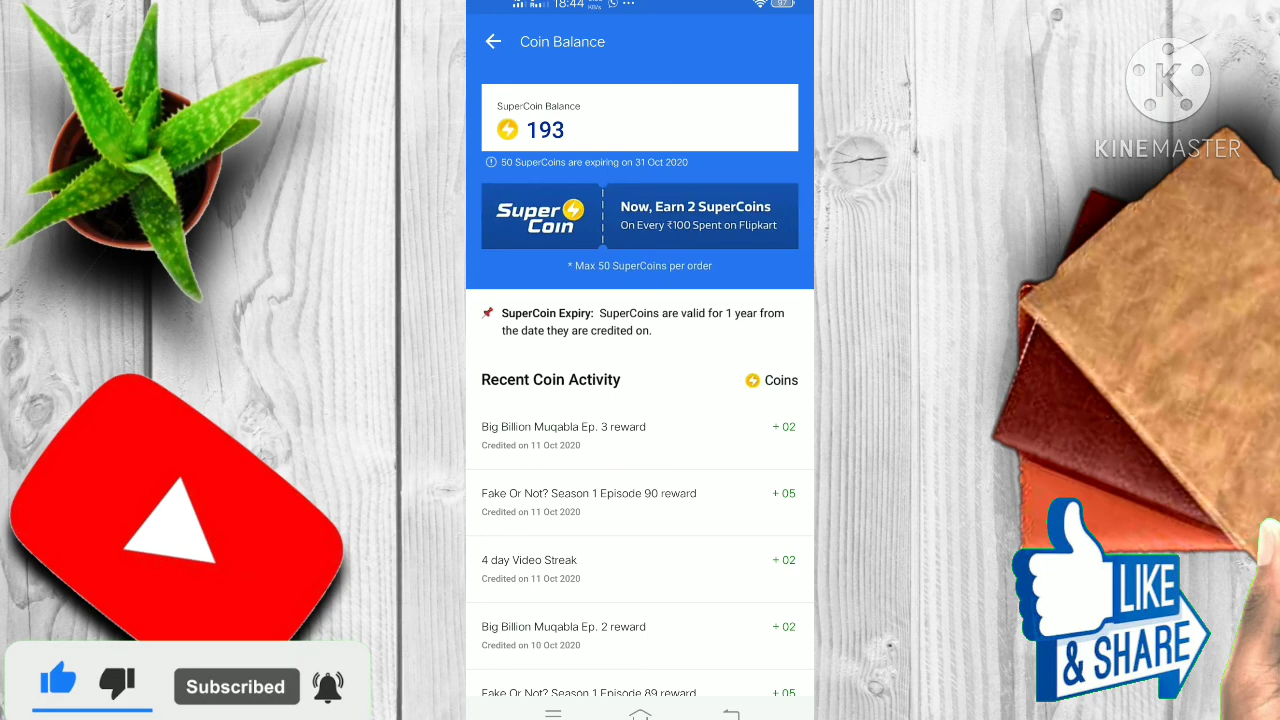 18:44
97
Coin Balance
SuperCoin Balance
193
50 SuperCoins are expiring on 31 Oct 2020
Super Coin
Now, Earn 2 SuperCoins
On Every ₹100 Spent on Flipkart
* Max 50 SuperCoins per order
SuperCoin Expiry: SuperCoins are valid for 1 year from
the date they are credited on.
Recent Coin Activity
Coins
Big Billion Muqabla Ep. 3 reward
+ 02
Credited on 11 Oct 2020
Fake Or Not? Season 1 Episode 90 reward
+ 05
Credited on 11 Oct 2020
4 day Video Streak
+ 02
Credited on 11 Oct 2020
Big Billion Muqabla Ep. 2 reward
+ 02
Credited on 10 Oct 2020
Fake Or Not? Season 1 Episode 89 reward
+ 05
K
KINEMASTER
Subscribed
LIKE
& SHARE